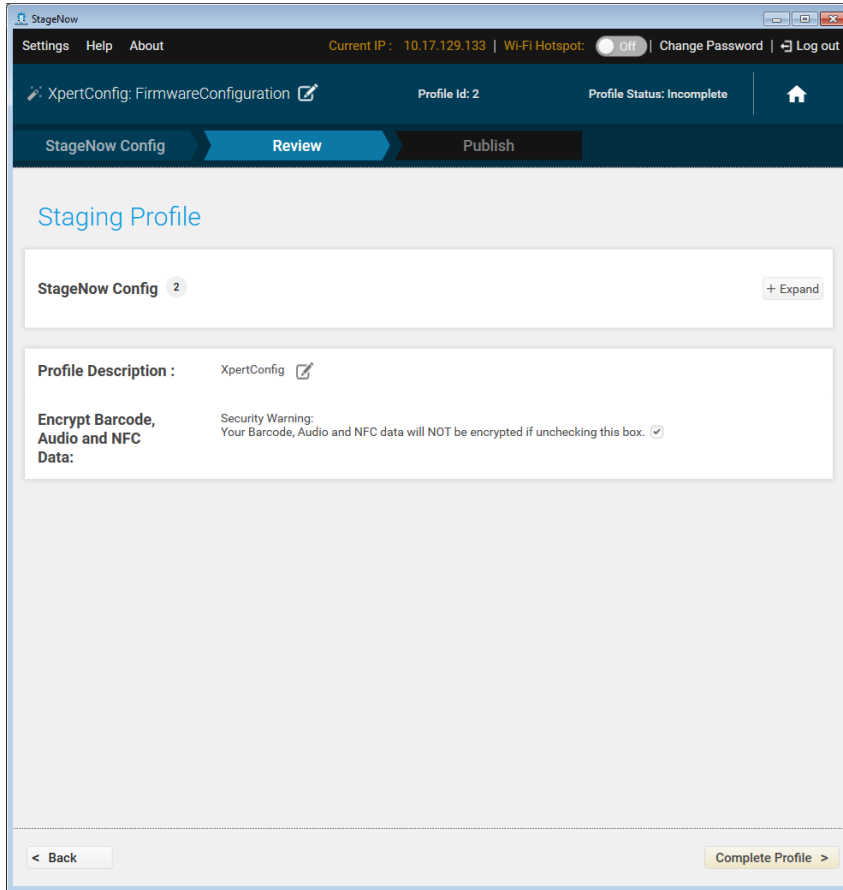 StageNow
Settings Help About Current IP : 10.17.129.133 | Wi-Fi Hotspot: Off | Change Password | Log out
XpertConfig: FirmwareConfiguration Profile Id: 2 Profile Status: Incomplete
StageNow Config Review Publish
Staging Profile
StageNow Config 2 + Expand
Profile Description : XpertConfig
Encrypt Barcode,
Audio and NFC
Data:
Security Warning:
Your Barcode, Audio and NFC data will NOT be encrypted if unchecking this box.
< Back Complete Profile >